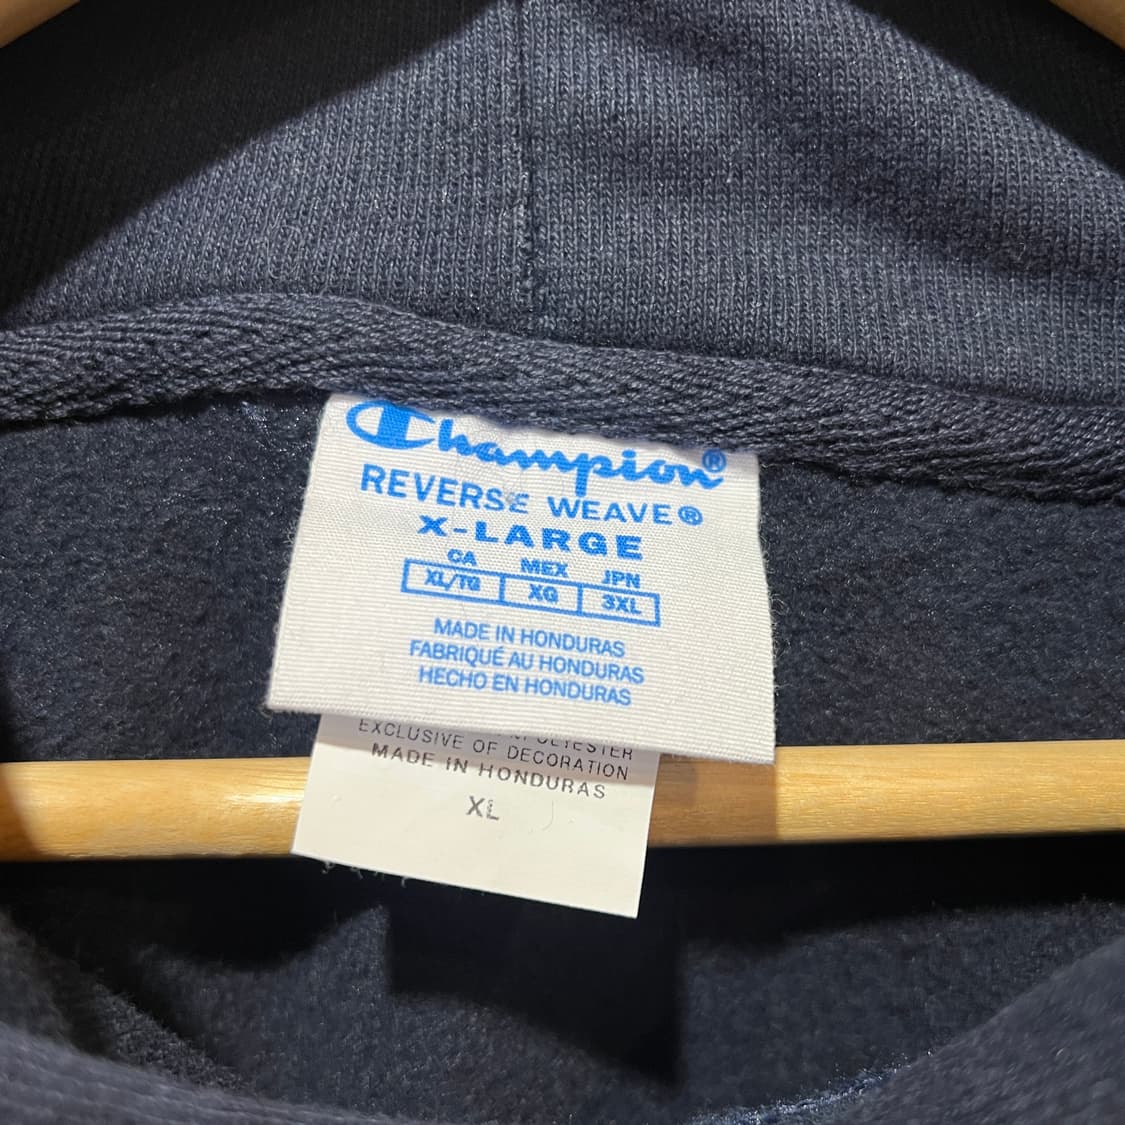 Champion®
REVERSE WEAVE®
X-LARGE
CA MEX JPN
XL/TG XG 3XL
MADE IN HONDURAS
FABRIQUÉ AU HONDURAS
HECHO EN HONDURAS
POLYESTER
EXCLUSIVE OF DECORATION
MADE IN HONDURAS
XL